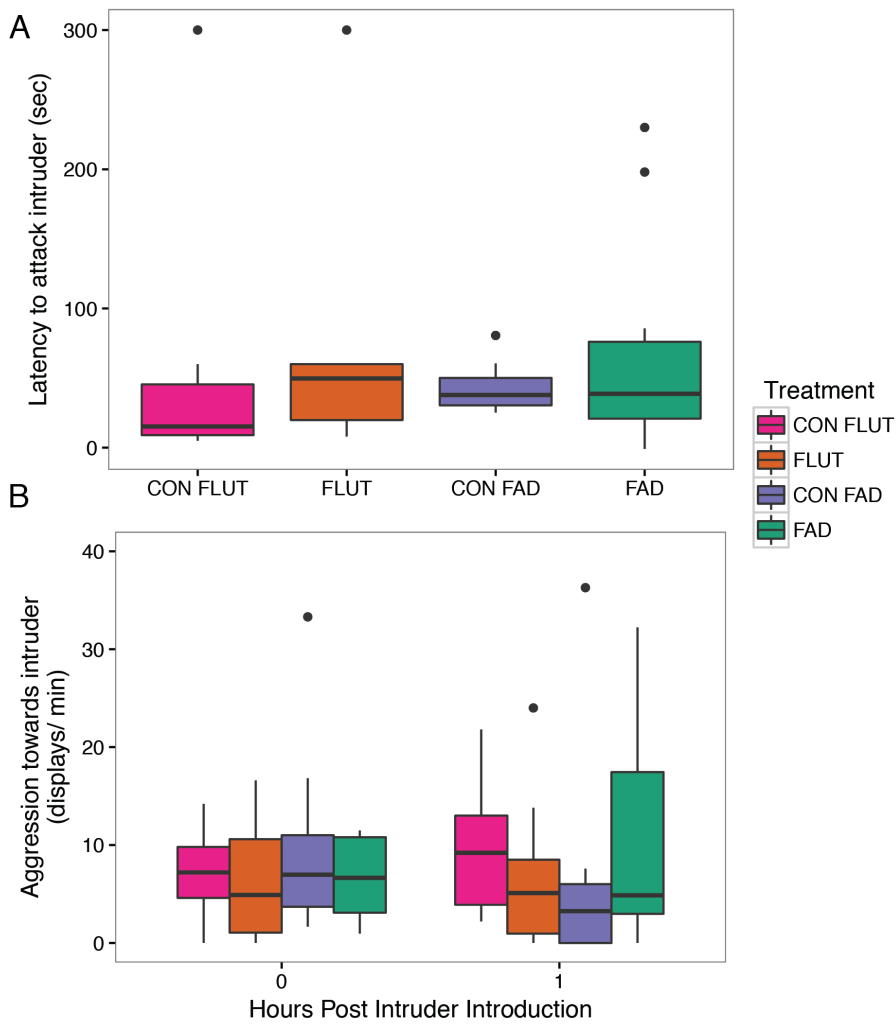 A
Latency to attack intruder (sec)
300
200
100
0
CON FLUT FLUT CON FAD FAD
Treatment
CON FLUT
FLUT
CON FAD
FAD
B
Aggression towards intruder
(displays/ min)
40
30
20
10
0
0 1
Hours Post Intruder Introduction